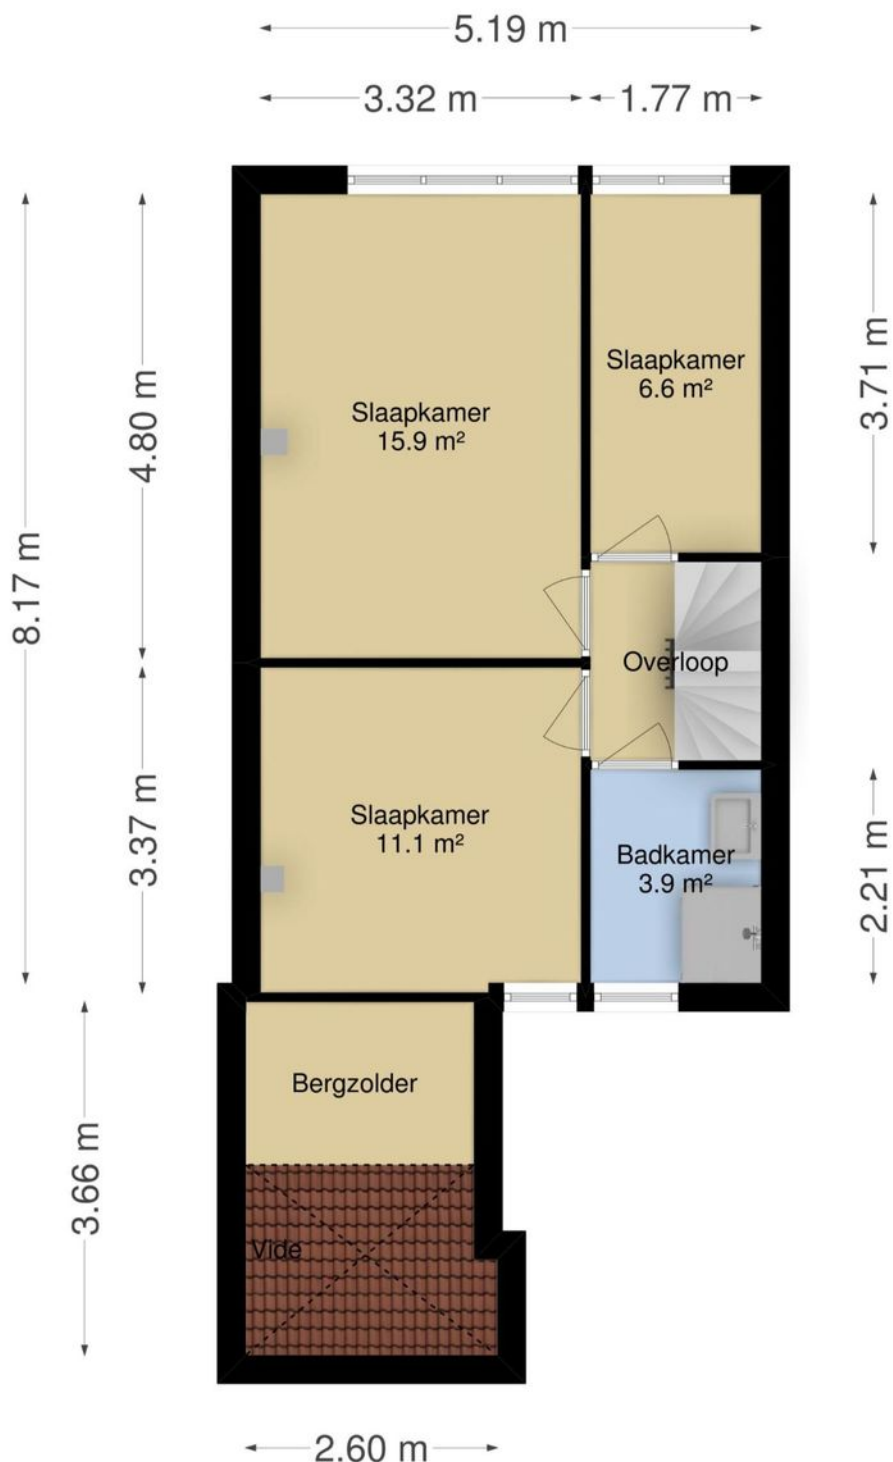 5.19 m
3.32 m
1.77 m
8.17 m
4.80 m
3.71 m
Slaapkamer
15.9 m²
Slaapkamer
6.6 m²
Overloop
3.37 m
Slaapkamer
11.1 m²
Badkamer
3.9 m²
2.21 m
3.66 m
Bergzolder
Vide
2.60 m